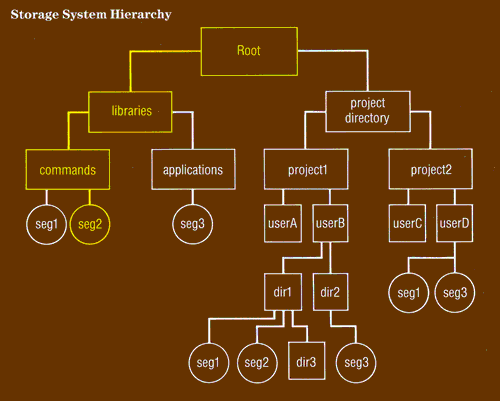 Storage System Hierarchy
Root
libraries
project
directory
commands
applications
project1
project2
seg1
seg2
seg3
userA
userB
userC
userD
dir1
dir2
seg1
seg3
seg1
seg2
dir3
seg3